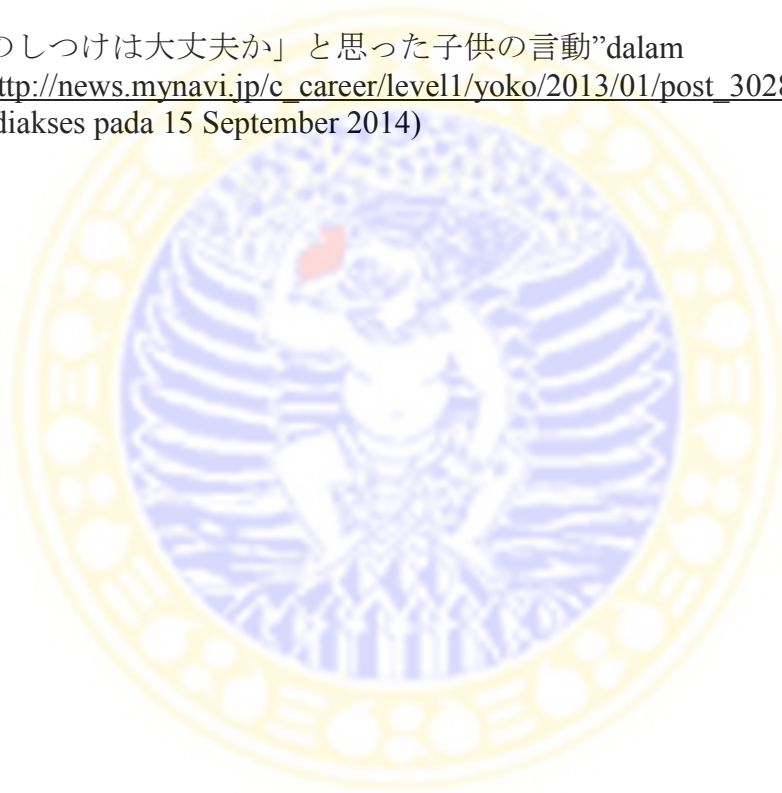 のしつけは大丈夫か」と思った子供の言動”dalam
ttp://news.mynavi.jp/c_career/level1/yoko/2013/01/post_3028
diakses pada 15 September 2014)